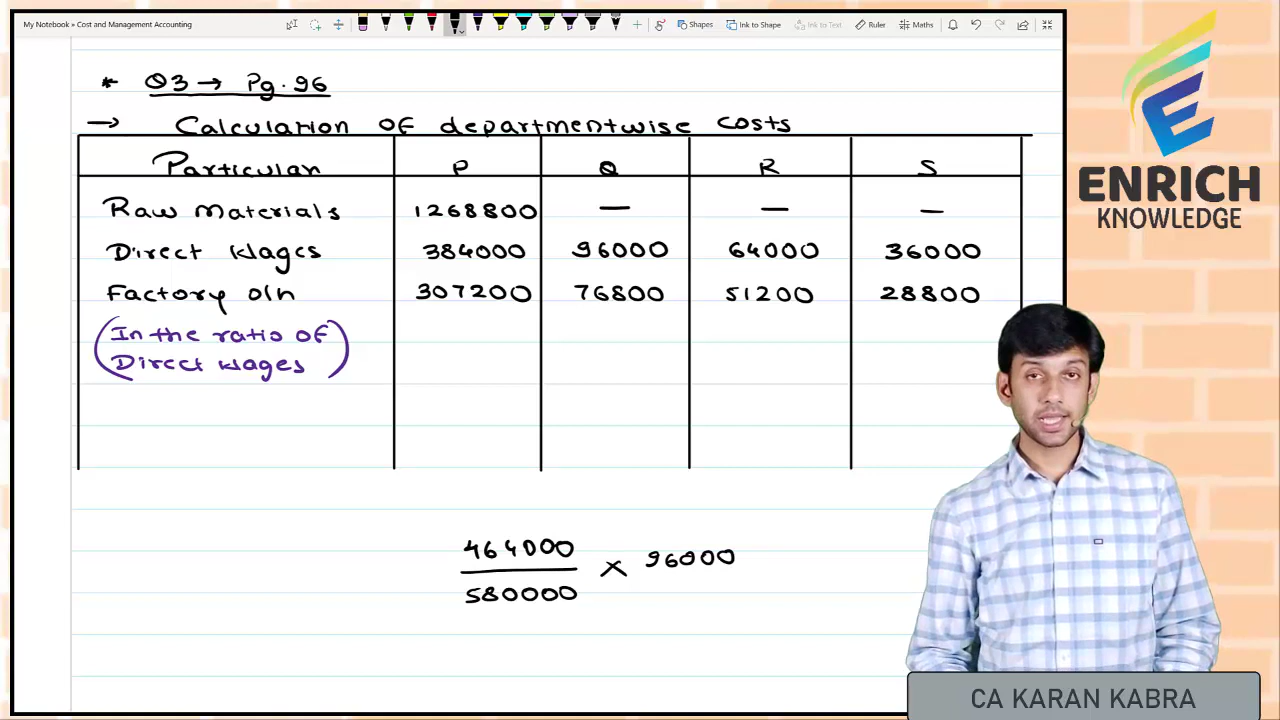 My Notebook » Cost and Management Accounting
Shapes Ink to Shape Ink to Text Ruler Maths
* Q3 → Pg.96
→ Calculation of departmentwise costs
Particular P Q R S
Raw Materials 1268800 — — —
Direct Wages 384000 96000 64000 36000
Factory o/h 307200 76800 51200 28800
(In the ratio of
Direct Wages)
464000
580000
× 96000
ENRICH
KNOWLEDGE
CA KARAN KABRA